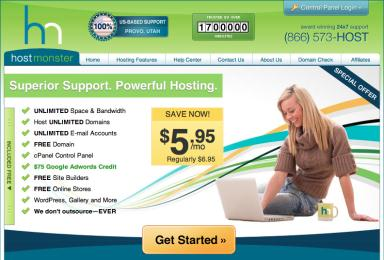 Control Panel Login »
hm
100%
US-BASED SUPPORT
PROVO, UTAH
TRUSTED BY OVER
1700000
WEBSITES
award winning 24x7 support
(866) 573-HOST
hostmonster
Home
Hosting Features
Help Center
Contact Us
About Us
Domain Check
Affiliates
SPECIAL OFFER
Superior Support. Powerful Hosting.
INCLUDED FREE
UNLIMITED Space & Bandwidth
Host UNLIMITED Domains
UNLIMITED E-mail Accounts
FREE Domain
cPanel Control Panel
$75 Google Adwords Credit
FREE Site Builders
FREE Online Stores
WordPress, Gallery and More
We don't outsource—EVER
SAVE NOW!
$5.95
/mo
Regularly $6.95
hm
Get Started »